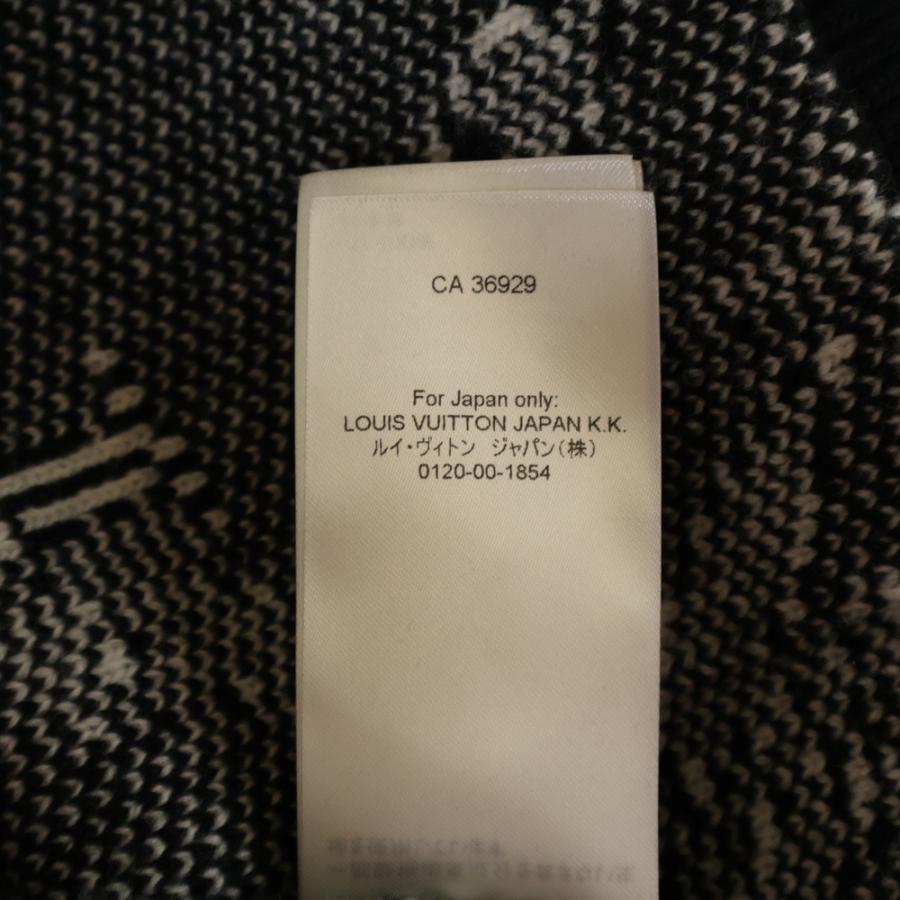 CA 36929
For Japan only:
LOUIS VUITTON JAPAN K.K.
ルイ・ヴィトン ジャパン(株)
0120-00-1854